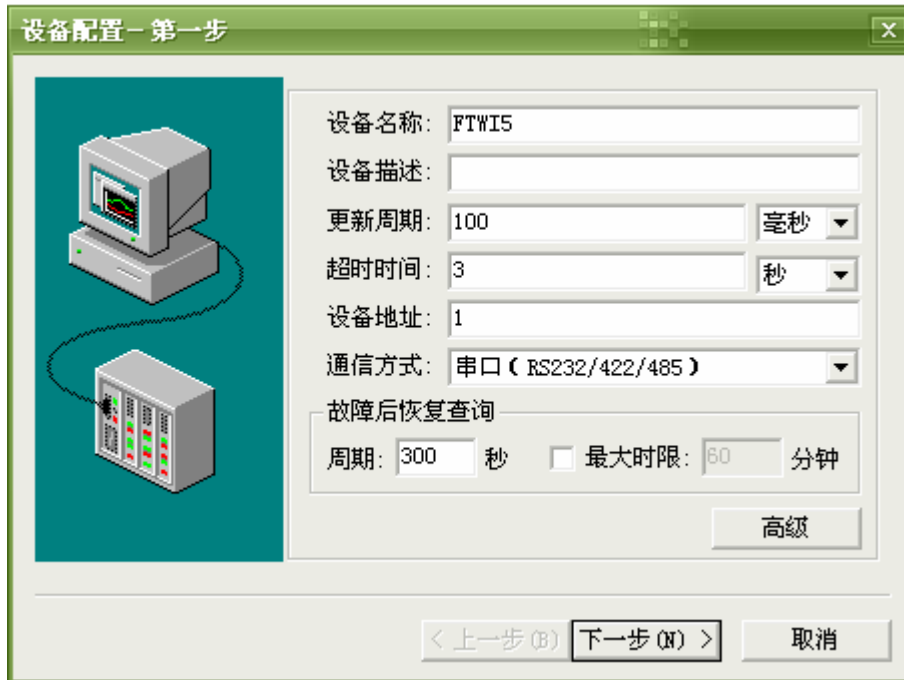 设备配置－第一步
设备名称: FTWI5
设备描述:
更新周期: 100 毫秒
超时时间: 3 秒
设备地址: 1
通信方式: 串口(RS232/422/485)
故障后恢复查询
周期: 300 秒 最大时限: 60 分钟
高级
< 上一步(B) 下一步(N) > 取消